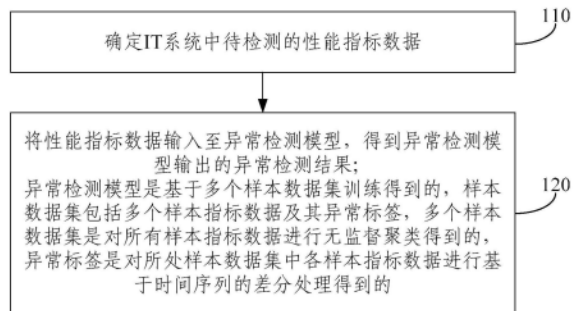 确定IT系统中待检测的性能指标数据
110
将性能指标数据输入至异常检测模型，得到异常检测模
型输出的异常检测结果；
异常检测模型是基于多个样本数据集训练得到的，样本
数据集包括多个样本指标数据及其异常标签，多个样本
数据集是对所有样本指标数据进行无监督聚类得到的，
异常标签是对所处样本数据集中各样本指标数据进行基
于时间序列的差分处理得到的
120